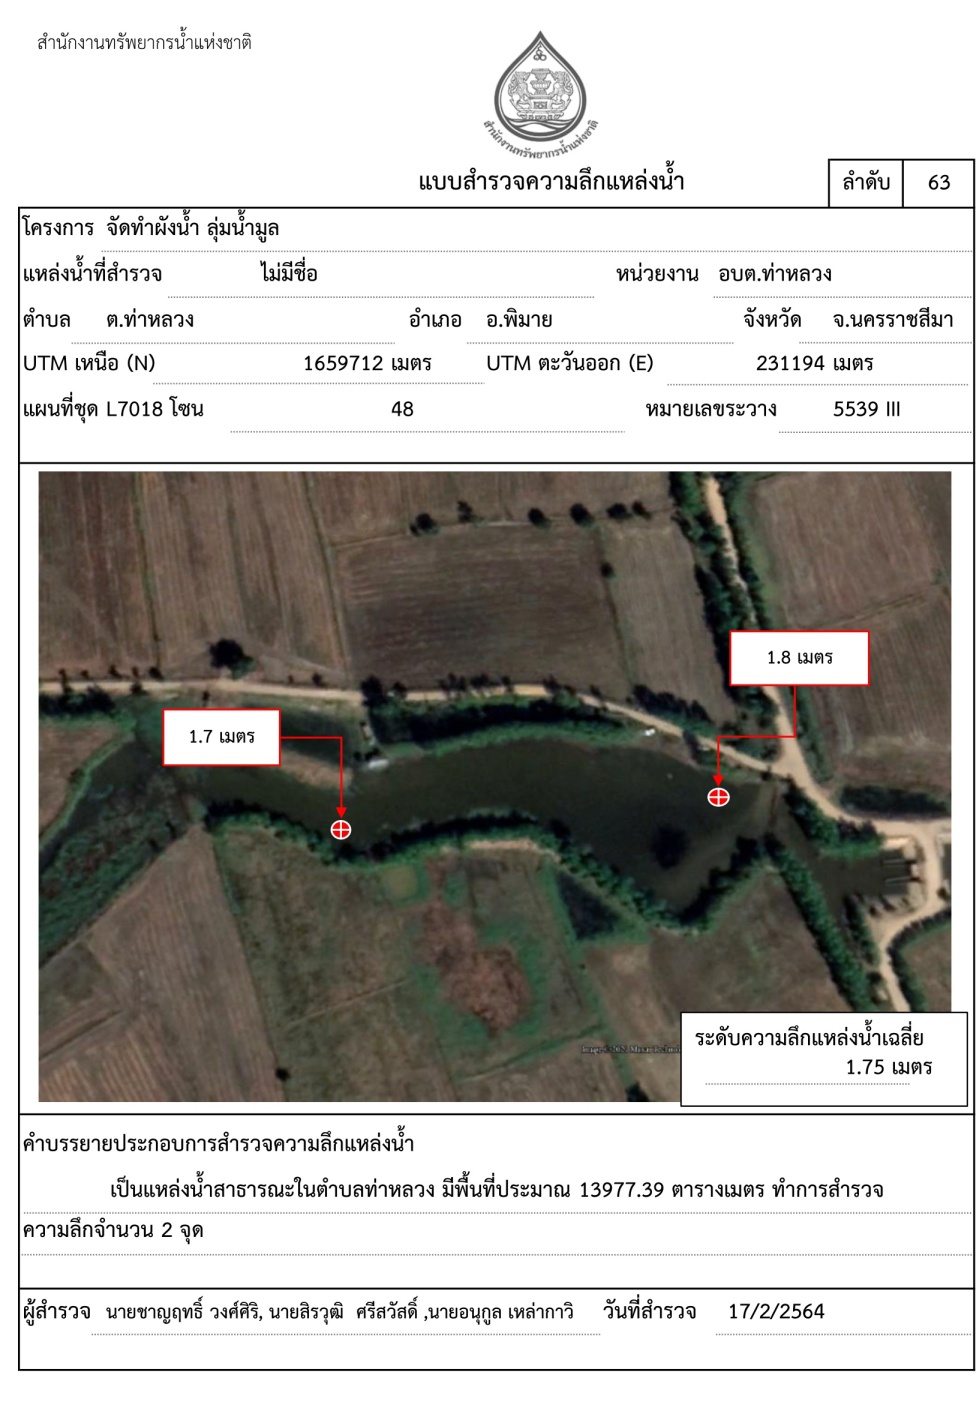 สำนักงานทรัพยากรน้ำแห่งชาติ
สำนักงานทรัพยากรน้ำแห่งชาติ
แบบสำรวจความลึกแหล่งน้ำ
ลำดับ 63
โครงการ จัดทำผังน้ำ ลุ่มน้ำมูล
แหล่งน้ำที่สำรวจ ไม่มีชื่อ หน่วยงาน อบต.ท่าหลวง
ตำบล ต.ท่าหลวง อำเภอ อ.พิมาย จังหวัด จ.นครราชสีมา
UTM เหนือ (N) 1659712 เมตร UTM ตะวันออก (E) 231194 เมตร
แผนที่ชุด L7018 โซน 48 หมายเลขระวาง 5539 III
1.8 เมตร
1.7 เมตร
ระดับความลึกแหล่งน้ำเฉลี่ย
1.75 เมตร
คำบรรยายประกอบการสำรวจความลึกแหล่งน้ำ
เป็นแหล่งน้ำสาธารณะในตำบลท่าหลวง มีพื้นที่ประมาณ 13977.39 ตารางเมตร ทำการสำรวจ
ความลึกจำนวน 2 จุด
ผู้สำรวจ นายชาญฤทธิ์ วงศ์ศิริ, นายสิรวุฒิ ศรีสวัสดิ์ ,นายอนุกูล เหล่ากาวิ วันที่สำรวจ 17/2/2564